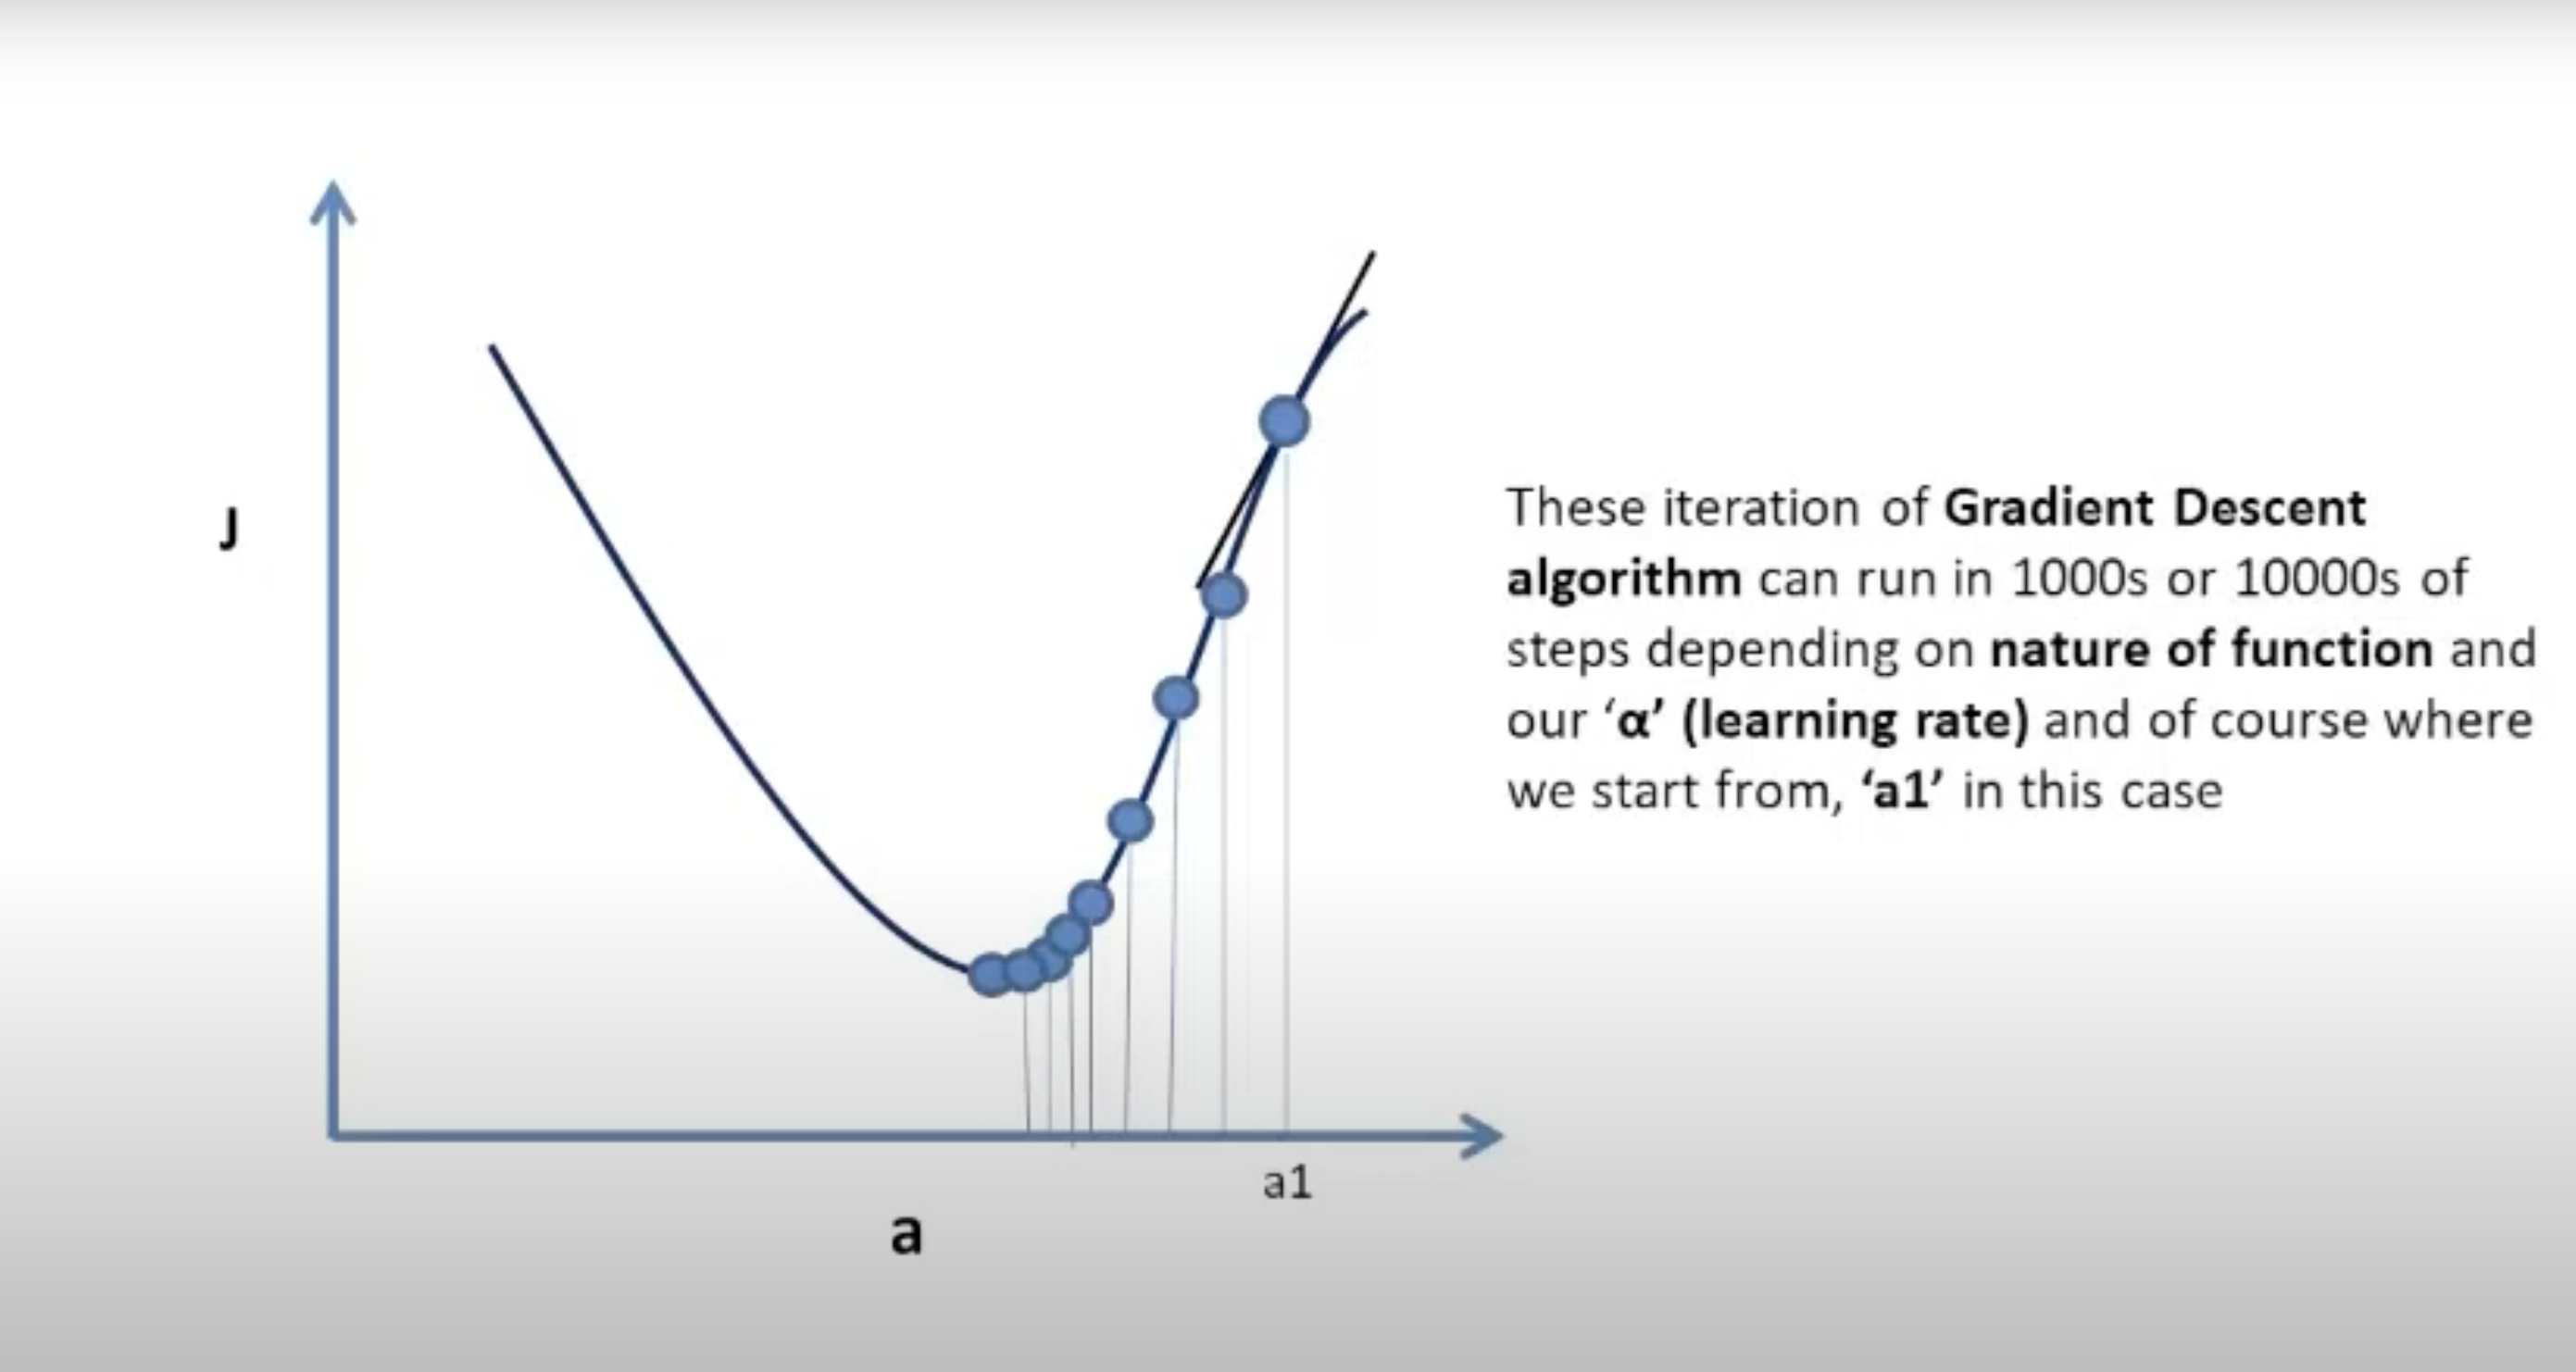 J
These iteration of Gradient Descent
algorithm can run in 1000s or 10000s of
steps depending on nature of function and
our ‘α’ (learning rate) and of course where
we start from, ‘a1’ in this case
a1
a